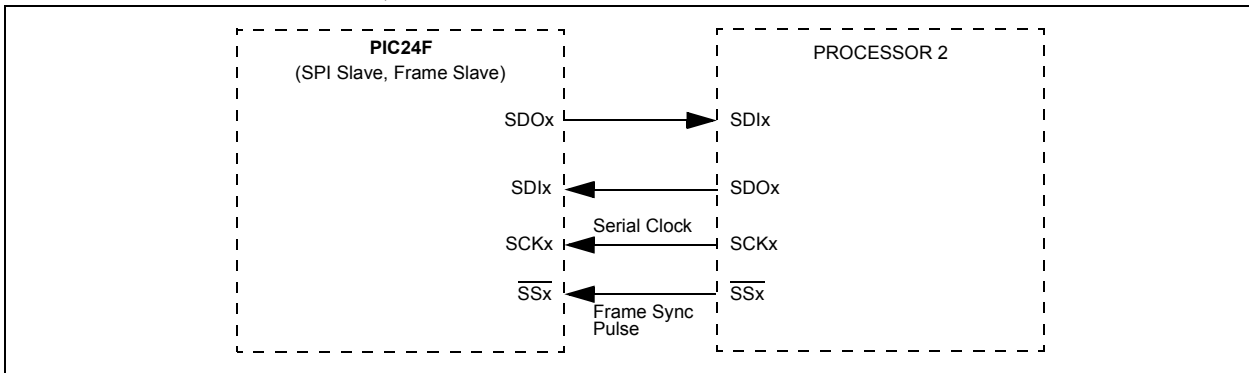 PIC24F
(SPI Slave, Frame Slave)
PROCESSOR 2
SDOx
SDIx
SDIx
SDOx
Serial Clock
SCKx
SCKx
SSx
SSx
Frame Sync
Pulse